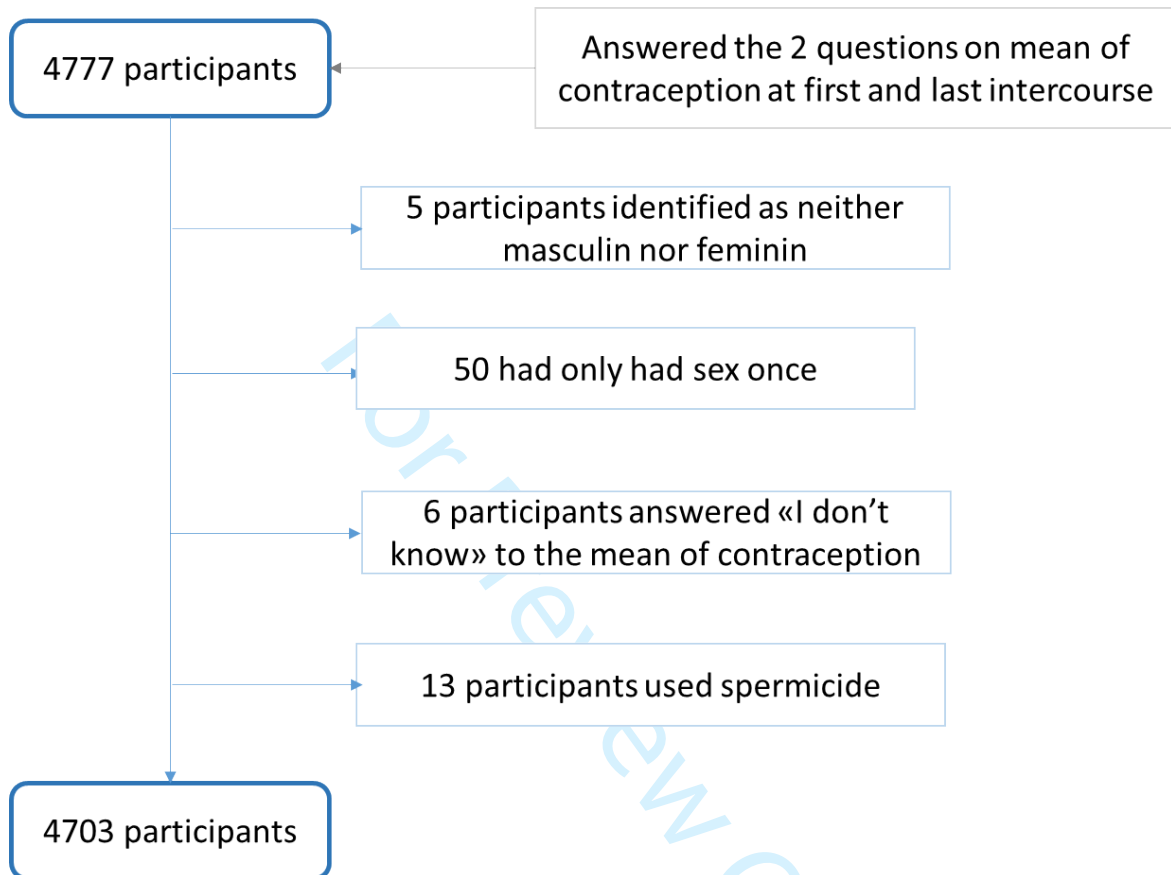 4777 participants
Answered the 2 questions on mean of
contraception at first and last intercourse
5 participants identified as neither
masculin nor feminin
50 had only had sex once
6 participants answered «I don’t
know» to the mean of contraception
13 participants used spermicide
4703 participants
For Review